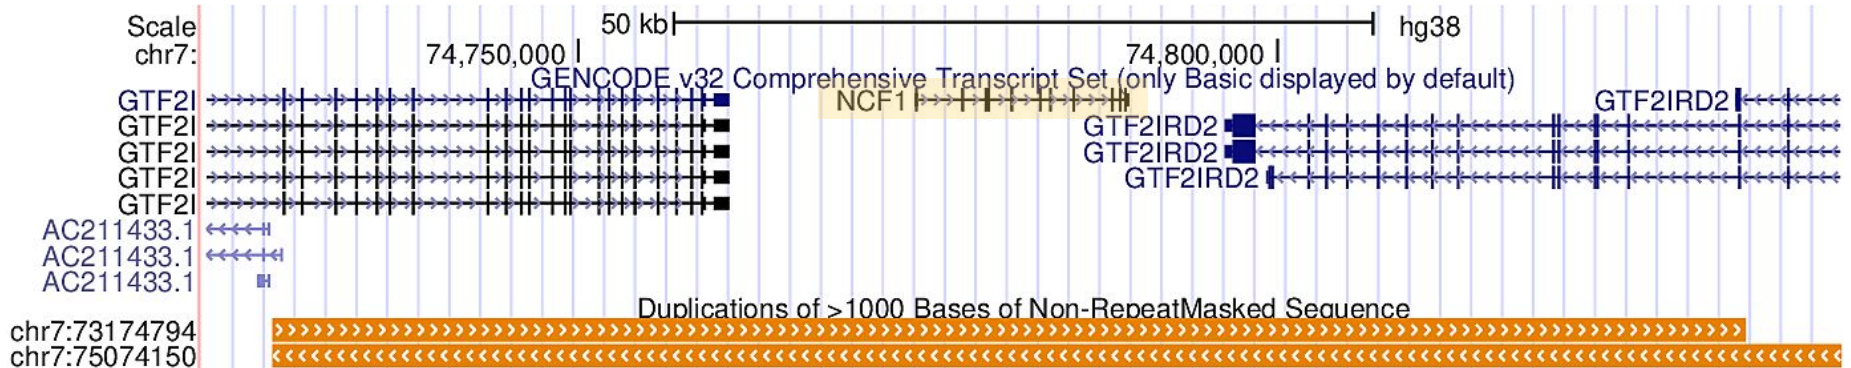 Scale 50 kb hg38
chr7: 74,750,000 74,800,000
GENCODE v32 Comprehensive Transcript Set (only Basic displayed by default)
GTF2I NCF1 GTF2IRD2
GTF2I GTF2IRD2
GTF2I GTF2IRD2
GTF2I GTF2IRD2
GTF2I
AC211433.1
AC211433.1
AC211433.1
Duplications of >1000 Bases of Non-RepeatMasked Sequence
chr7:73174794
chr7:75074150